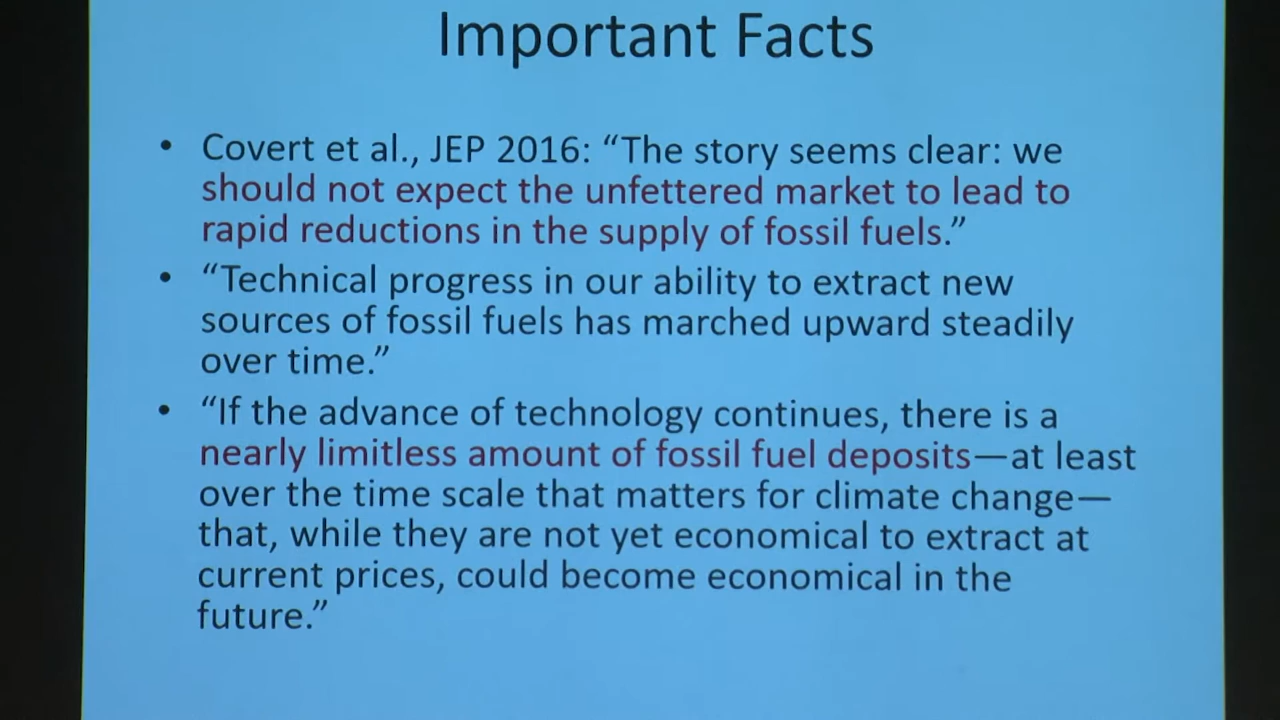 Important Facts
• Covert et al., JEP 2016: “The story seems clear: we
should not expect the unfettered market to lead to
rapid reductions in the supply of fossil fuels.”
• “Technical progress in our ability to extract new
sources of fossil fuels has marched upward steadily
over time.”
• “If the advance of technology continues, there is a
nearly limitless amount of fossil fuel deposits—at least
over the time scale that matters for climate change—
that, while they are not yet economical to extract at
current prices, could become economical in the
future.”